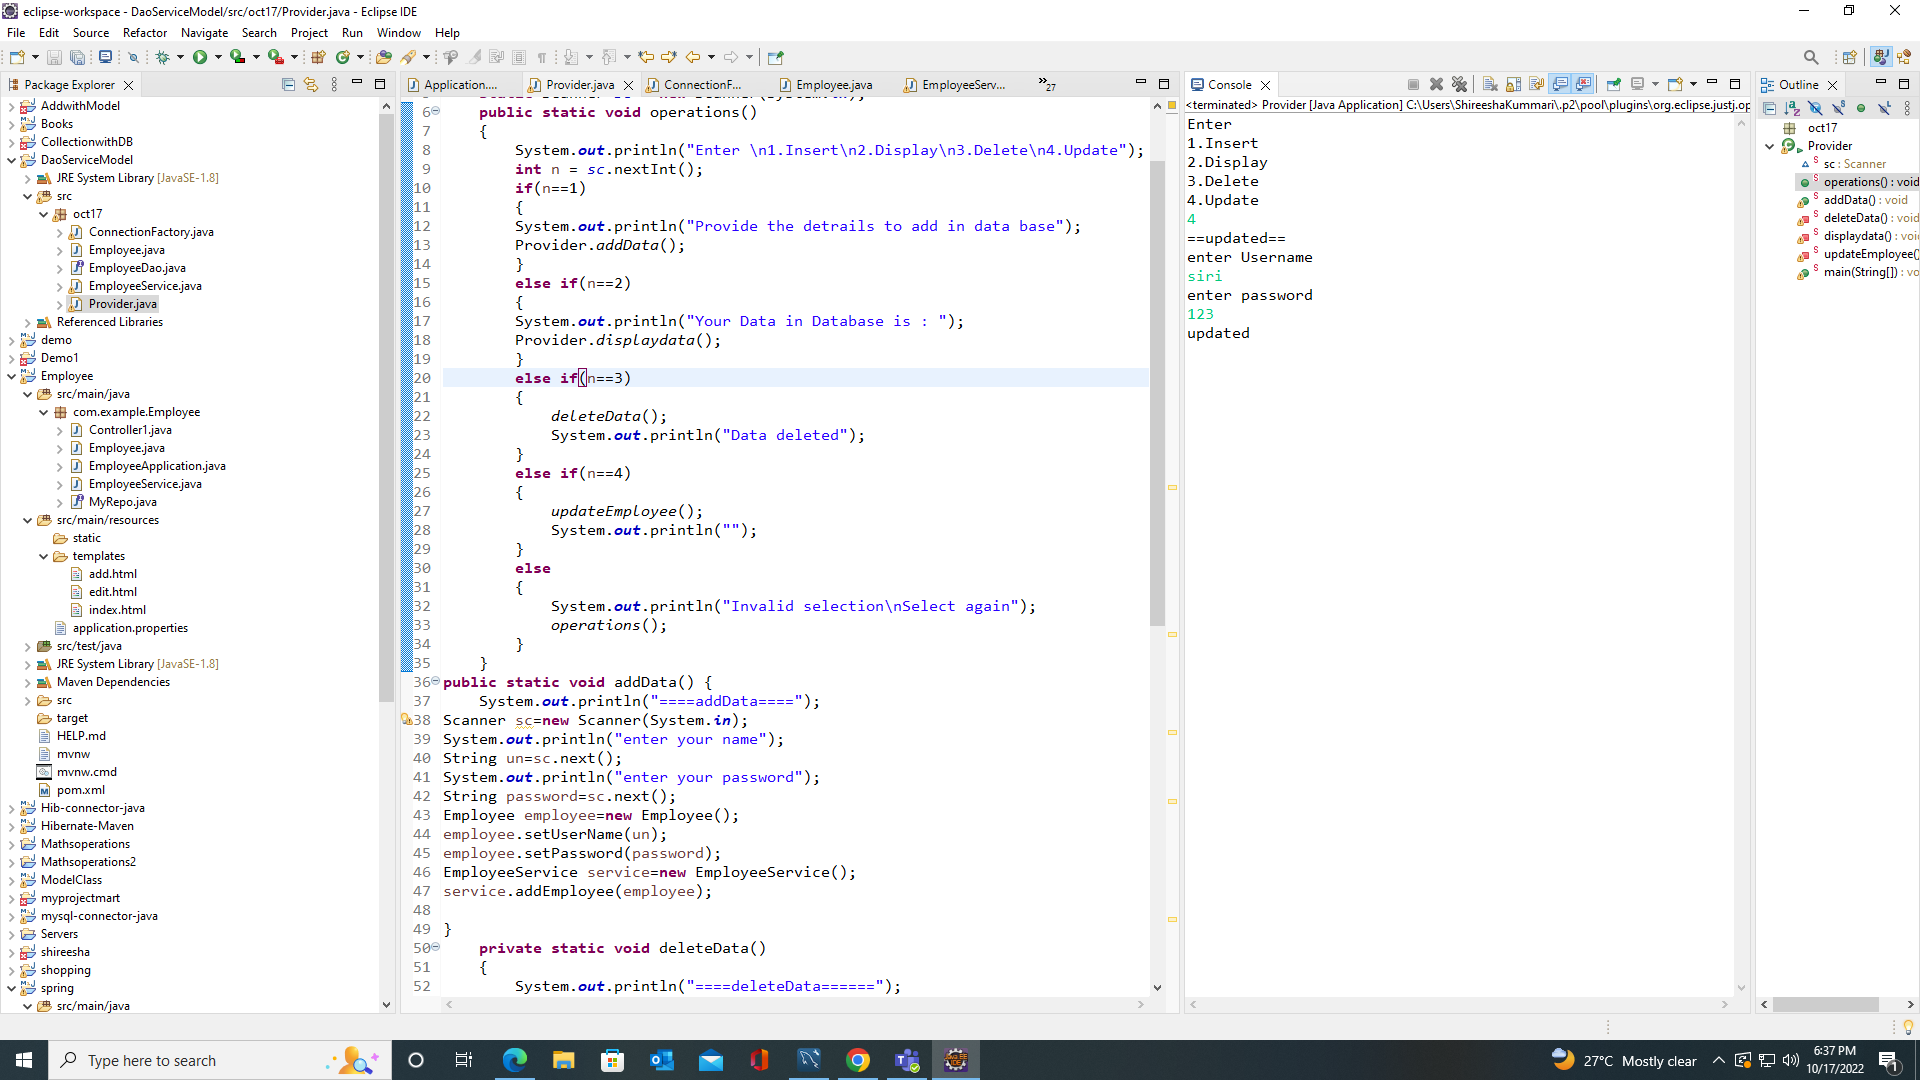 eclipse-workspace - DaoServiceModel/src/oct17/Provider.java - Eclipse IDE
File Edit Source Refactor Navigate Search Project Run Window Help
Package Explorer
AddwithModel
Books
CollectionwithDB
DaoServiceModel
JRE System Library [JavaSE-1.8]
src
oct17
ConnectionFactory.java
Employee.java
EmployeeDao.java
EmployeeService.java
Provider.java
Referenced Libraries
demo
Demo1
Employee
src/main/java
com.example.Employee
Controller1.java
Employee.java
EmployeeApplication.java
EmployeeService.java
MyRepo.java
src/main/resources
static
templates
add.html
edit.html
index.html
application.properties
src/test/java
JRE System Library [JavaSE-1.8]
Maven Dependencies
src
target
HELP.md
mvnw
mvnw.cmd
pom.xml
Hib-connector-java
Hibernate-Maven
Mathsoperations
Mathsoperations2
ModelClass
myprojectmart
mysql-connector-java
Servers
shireesha
shopping
spring
src/main/java
Application.... Provider.java ConnectionF... Employee.java EmployeeServ... »27
6 public static void operations()
7 {
8 System.out.println("Enter \n1.Insert\n2.Display\n3.Delete\n4.Update");
9 int n = sc.nextInt();
10 if(n==1)
11 {
12 System.out.println("Provide the detrails to add in data base");
13 Provider.addData();
14 }
15 else if(n==2)
16 {
17 System.out.println("Your Data in Database is : ");
18 Provider.displaydata();
19 }
20 else if(n==3)
21 {
22 deleteData();
23 System.out.println("Data deleted");
24 }
25 else if(n==4)
26 {
27 updateEmployee();
28 System.out.println("");
29 }
30 else
31 {
32 System.out.println("Invalid selection\nSelect again");
33 operations();
34 }
35 }
36 public static void addData() {
37 System.out.println("====addData====");
38 Scanner sc=new Scanner(System.in);
39 System.out.println("enter your name");
40 String un=sc.next();
41 System.out.println("enter your password");
42 String password=sc.next();
43 Employee employee=new Employee();
44 employee.setUserName(un);
45 employee.setPassword(password);
46 EmployeeService service=new EmployeeService();
47 service.addEmployee(employee);
48
49 }
50 private static void deleteData()
51 {
52 System.out.println("====deleteData======");
Console
<terminated> Provider [Java Application] C:\Users\ShireeshaKummari\.p2\pool\plugins\org.eclipse.justj.op
Enter
1.Insert
2.Display
3.Delete
4.Update
4
==updated==
enter Username
siri
enter password
123
updated
Outline
oct17
Provider
sc : Scanner
operations() : void
addData() : void
deleteData() : void
displaydata() : voi
updateEmployee()
main(String[]) : vo
Type here to search
27°C Mostly clear
6:37 PM
10/17/2022
1